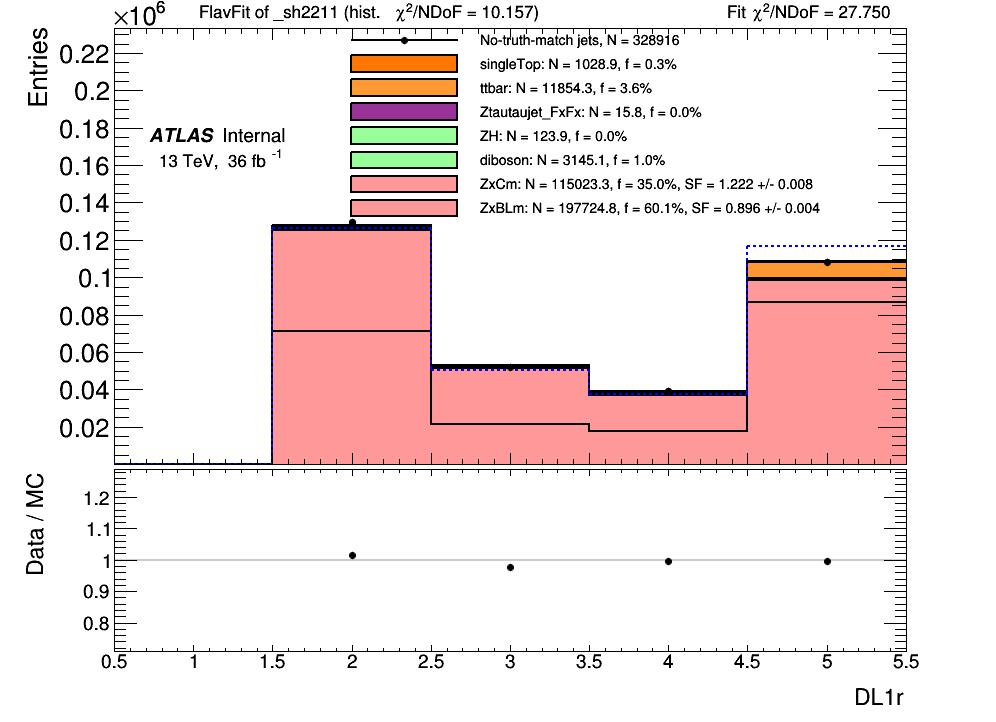 ×10⁶
FlavFit of _sh2211 (hist. χ²/NDoF = 10.157)
Fit χ²/NDoF = 27.750
Entries
0.22
0.2
0.18
0.16
0.14
0.12
0.1
0.08
0.06
0.04
0.02
ATLAS Internal
13 TeV, 36 fb⁻¹
No-truth-match jets, N = 328916
singleTop: N = 1028.9, f = 0.3%
ttbar: N = 11854.3, f = 3.6%
Ztautaujet_FxFx: N = 15.8, f = 0.0%
ZH: N = 123.9, f = 0.0%
diboson: N = 3145.1, f = 1.0%
ZxCm: N = 115023.3, f = 35.0%, SF = 1.222 +/- 0.008
ZxBLm: N = 197724.8, f = 60.1%, SF = 0.896 +/- 0.004
Data / MC
1.2
1.1
1
0.9
0.8
0.5 1 1.5 2 2.5 3 3.5 4 4.5 5 5.5
DL1r